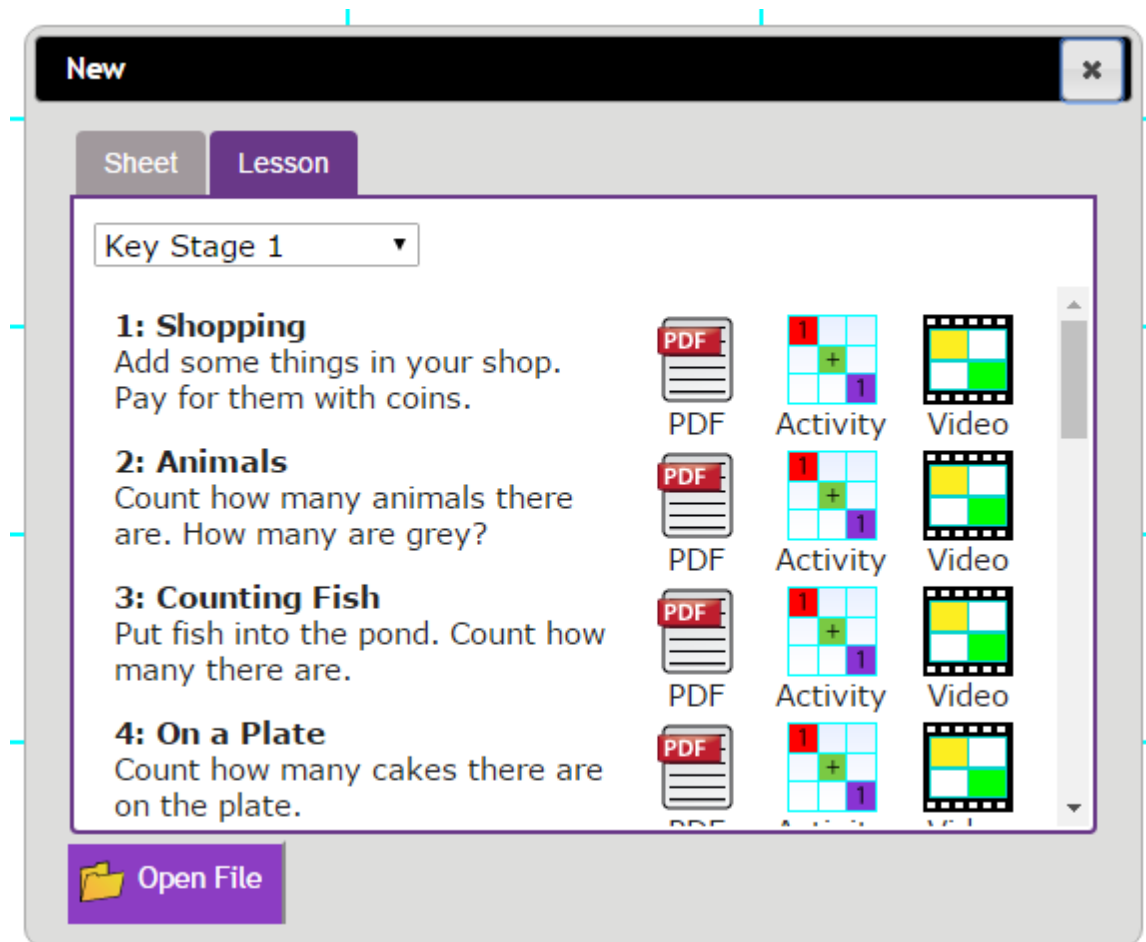 New
Sheet Lesson
Key Stage 1
1: Shopping
Add some things in your shop.
Pay for them with coins.
PDF 1 + 1
PDF Activity Video
2: Animals
Count how many animals there
are. How many are grey?
PDF 1 + 1
PDF Activity Video
3: Counting Fish
Put fish into the pond. Count how
many there are.
PDF 1 + 1
PDF Activity Video
4: On a Plate
Count how many cakes there are
on the plate.
PDF 1 + 1
PDF Activity Video
Open File